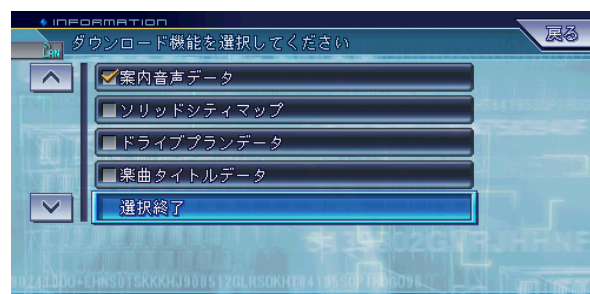 INFORMATION
戻る
LAN
ダウンロード機能を選択してください
案内音声データ
ソリッドシティマップ
ドライブプランデータ
楽曲タイトルデータ
選択終了